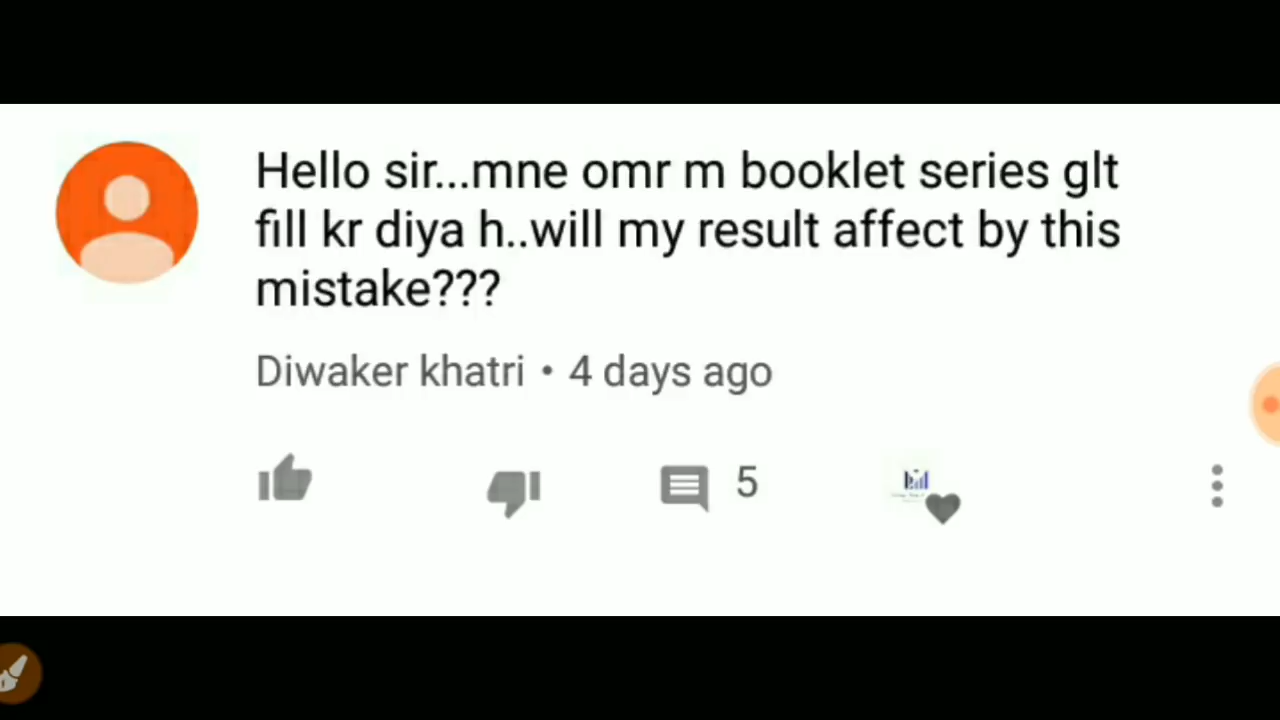 Hello sir...mne omr m booklet series glt
fill kr diya h..will my result affect by this
mistake???
Diwaker khatri • 4 days ago
5